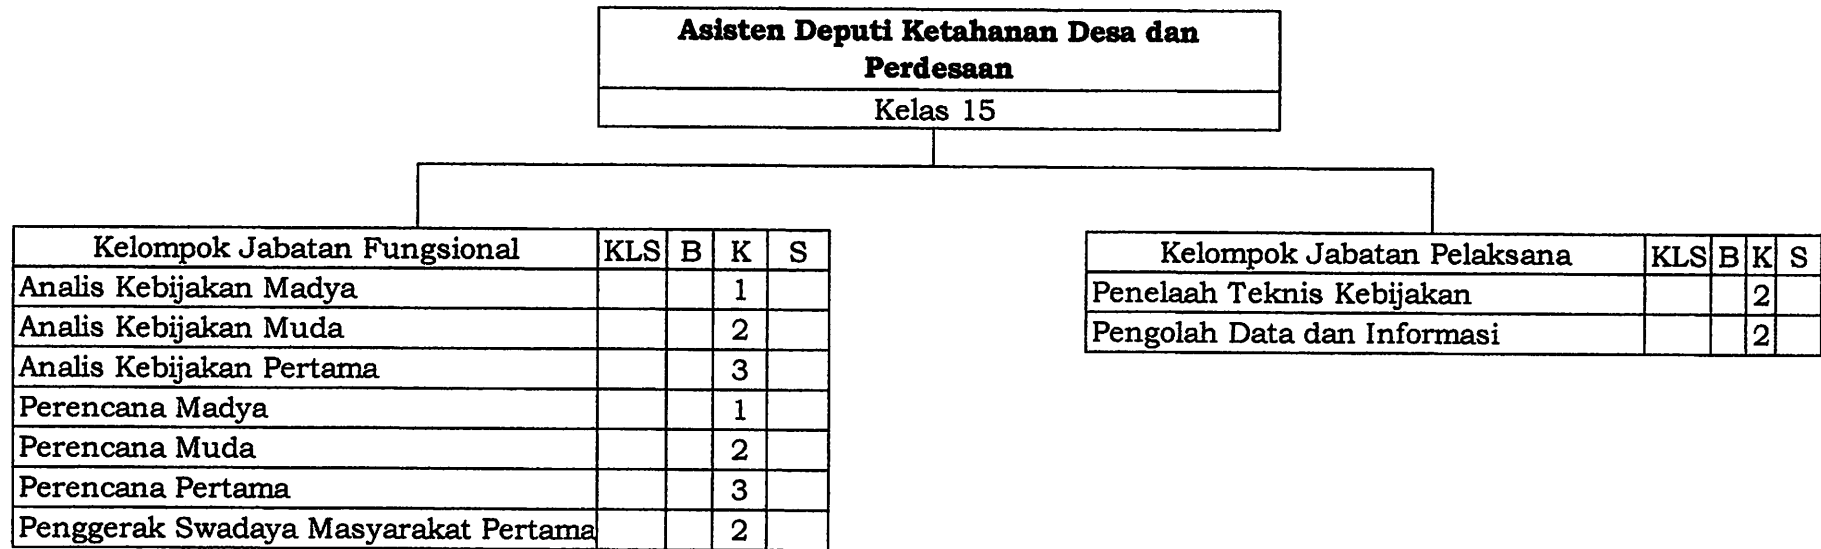 Asisten Deputi Ketahanan Desa dan
Perdesaan
Kelas 15
Kelompok Jabatan Fungsional KLS B K S
Analis Kebijakan Madya 1
Analis Kebijakan Muda 2
Analis Kebijakan Pertama 3
Perencana Madya 1
Perencana Muda 2
Perencana Pertama 3
Penggerak Swadaya Masyarakat Pertama 2
Kelompok Jabatan Pelaksana KLS B K S
Penelaah Teknis Kebijakan 2
Pengolah Data dan Informasi 2